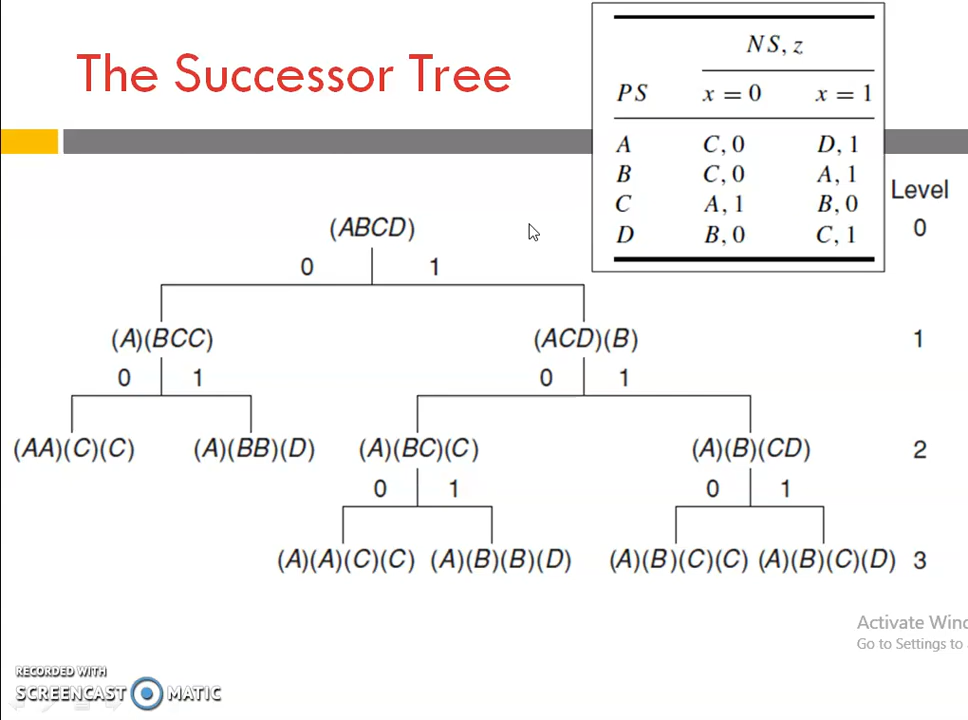 The Successor Tree
NS, z
PS x = 0 x = 1
A C, 0 D, 1
B C, 0 A, 1
C A, 1 B, 0
D B, 0 C, 1
Level
(ABCD) 0
0 1
(A)(BCC) (ACD)(B) 1
0 1 0 1
(AA)(C)(C) (A)(BB)(D) (A)(BC)(C) (A)(B)(CD) 2
0 1 0 1
(A)(A)(C)(C) (A)(B)(B)(D) (A)(B)(C)(C) (A)(B)(C)(D) 3
Activate Wind
Go to Settings to
RECORDED WITH
SCREENCAST MATIC